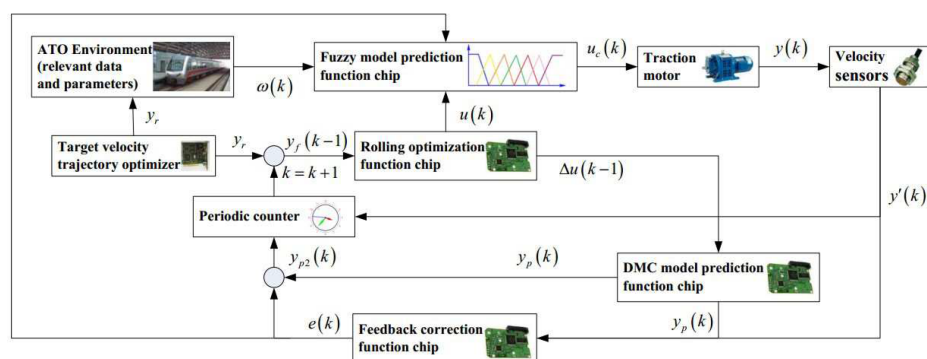 ATO Environment
(relevant data
and parameters)
ω(k)
Fuzzy model prediction
function chip
u_c(k)
Traction
motor
y(k)
Velocity
sensors
y_r
u(k)
Target velocity
trajectory optimizer
y_r
y_f(k−1)
Rolling optimization
function chip
k = k+1
Δu(k−1)
Periodic counter
y′(k)
y_{p2}(k)
y_p(k)
DMC model prediction
function chip
e(k)
Feedback correction
function chip
y_p(k)